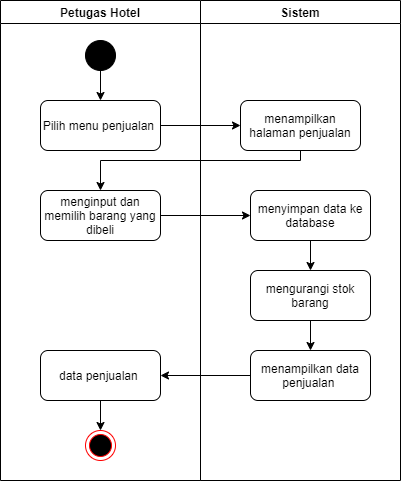 Petugas Hotel
Sistem
Pilih menu penjualan
menampilkan
halaman penjualan
menginput dan
memilih barang yang
dibeli
menyimpan data ke
database
mengurangi stok
barang
data penjualan
menampilkan data
penjualan